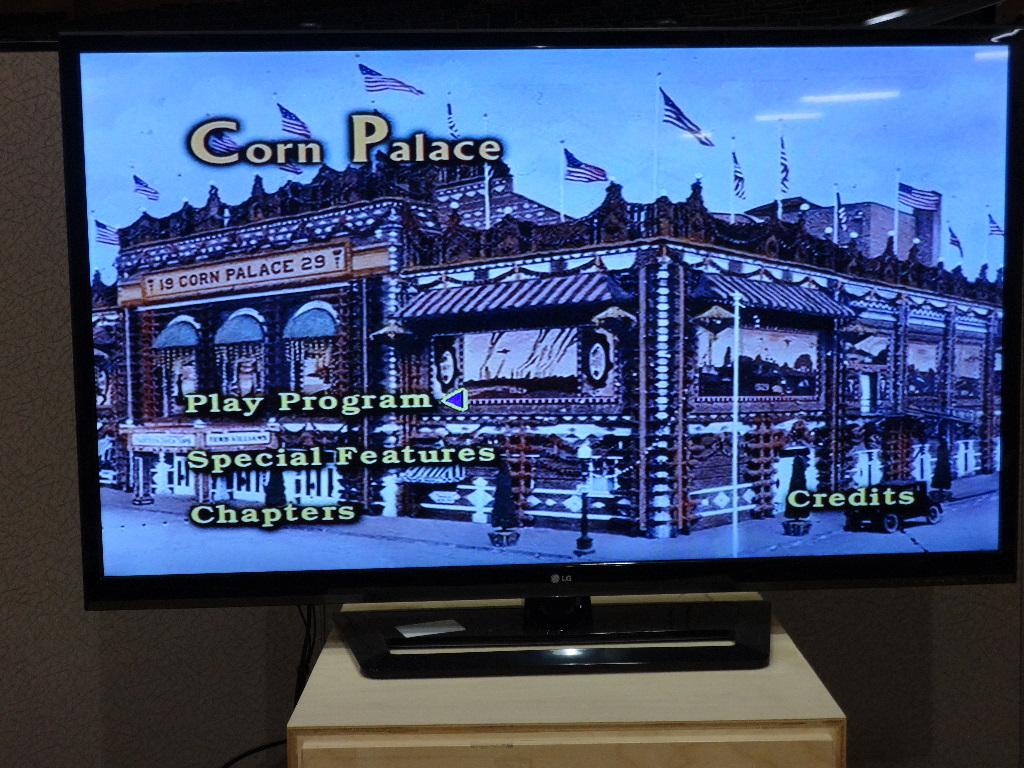 Corn Palace
19 CORN PALACE 29
Play Program
Special Features
Chapters
Credits
LG